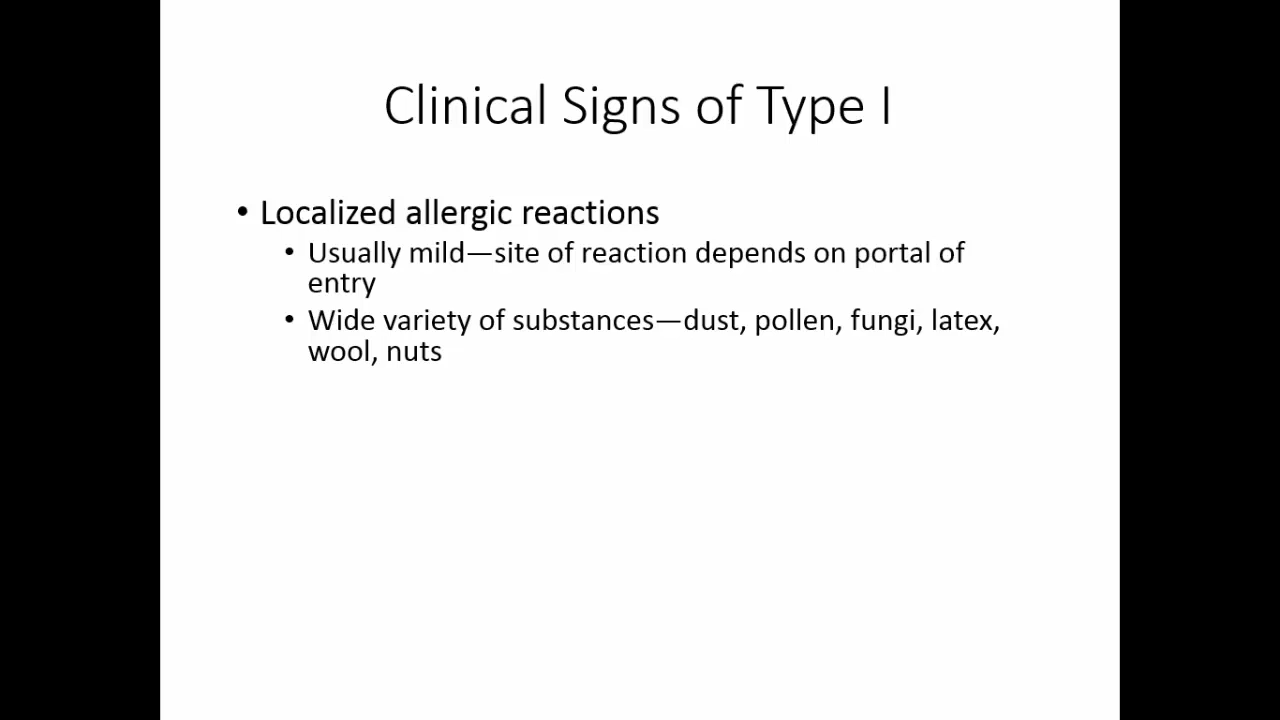 Clinical Signs of Type I
• Localized allergic reactions
• Usually mild—site of reaction depends on portal of
entry
• Wide variety of substances—dust, pollen, fungi, latex,
wool, nuts